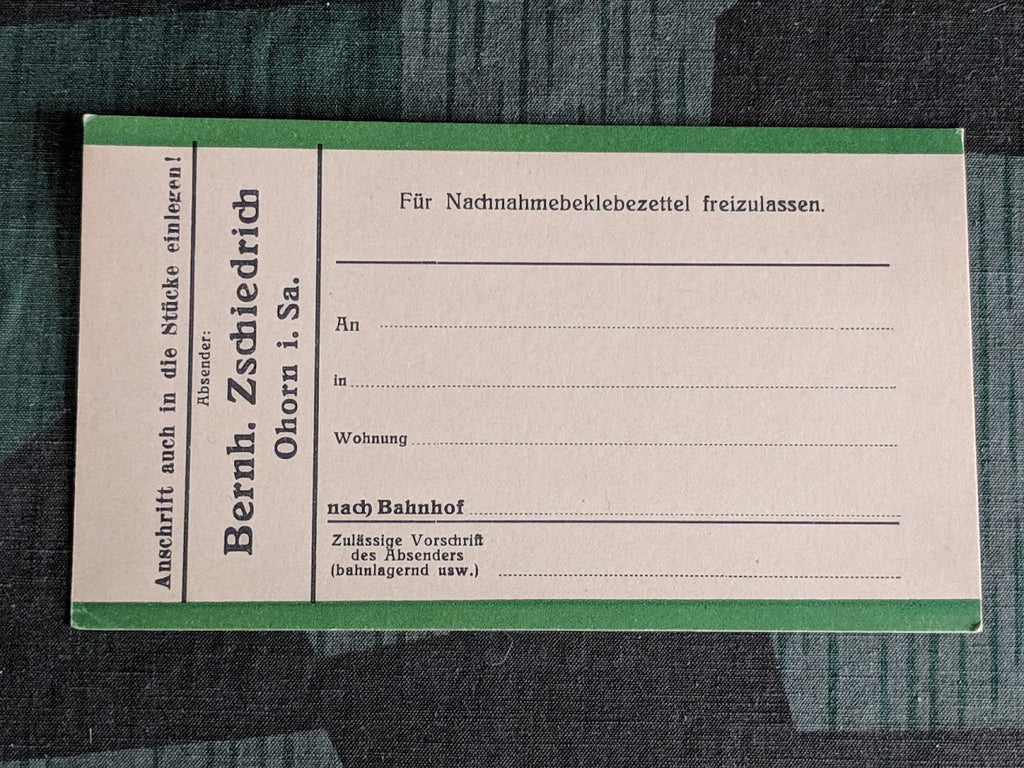 Anschrift auch in die Stücke einlegen!
Absender:
Bernh. Zschiedrich
Ohorn i. Sa.
Für Nachnahmebeklebezettel freizulassen.
An
in
Wohnung
nach Bahnhof
Zulässige Vorschrift
des Absenders
(bahnlagernd usw.)